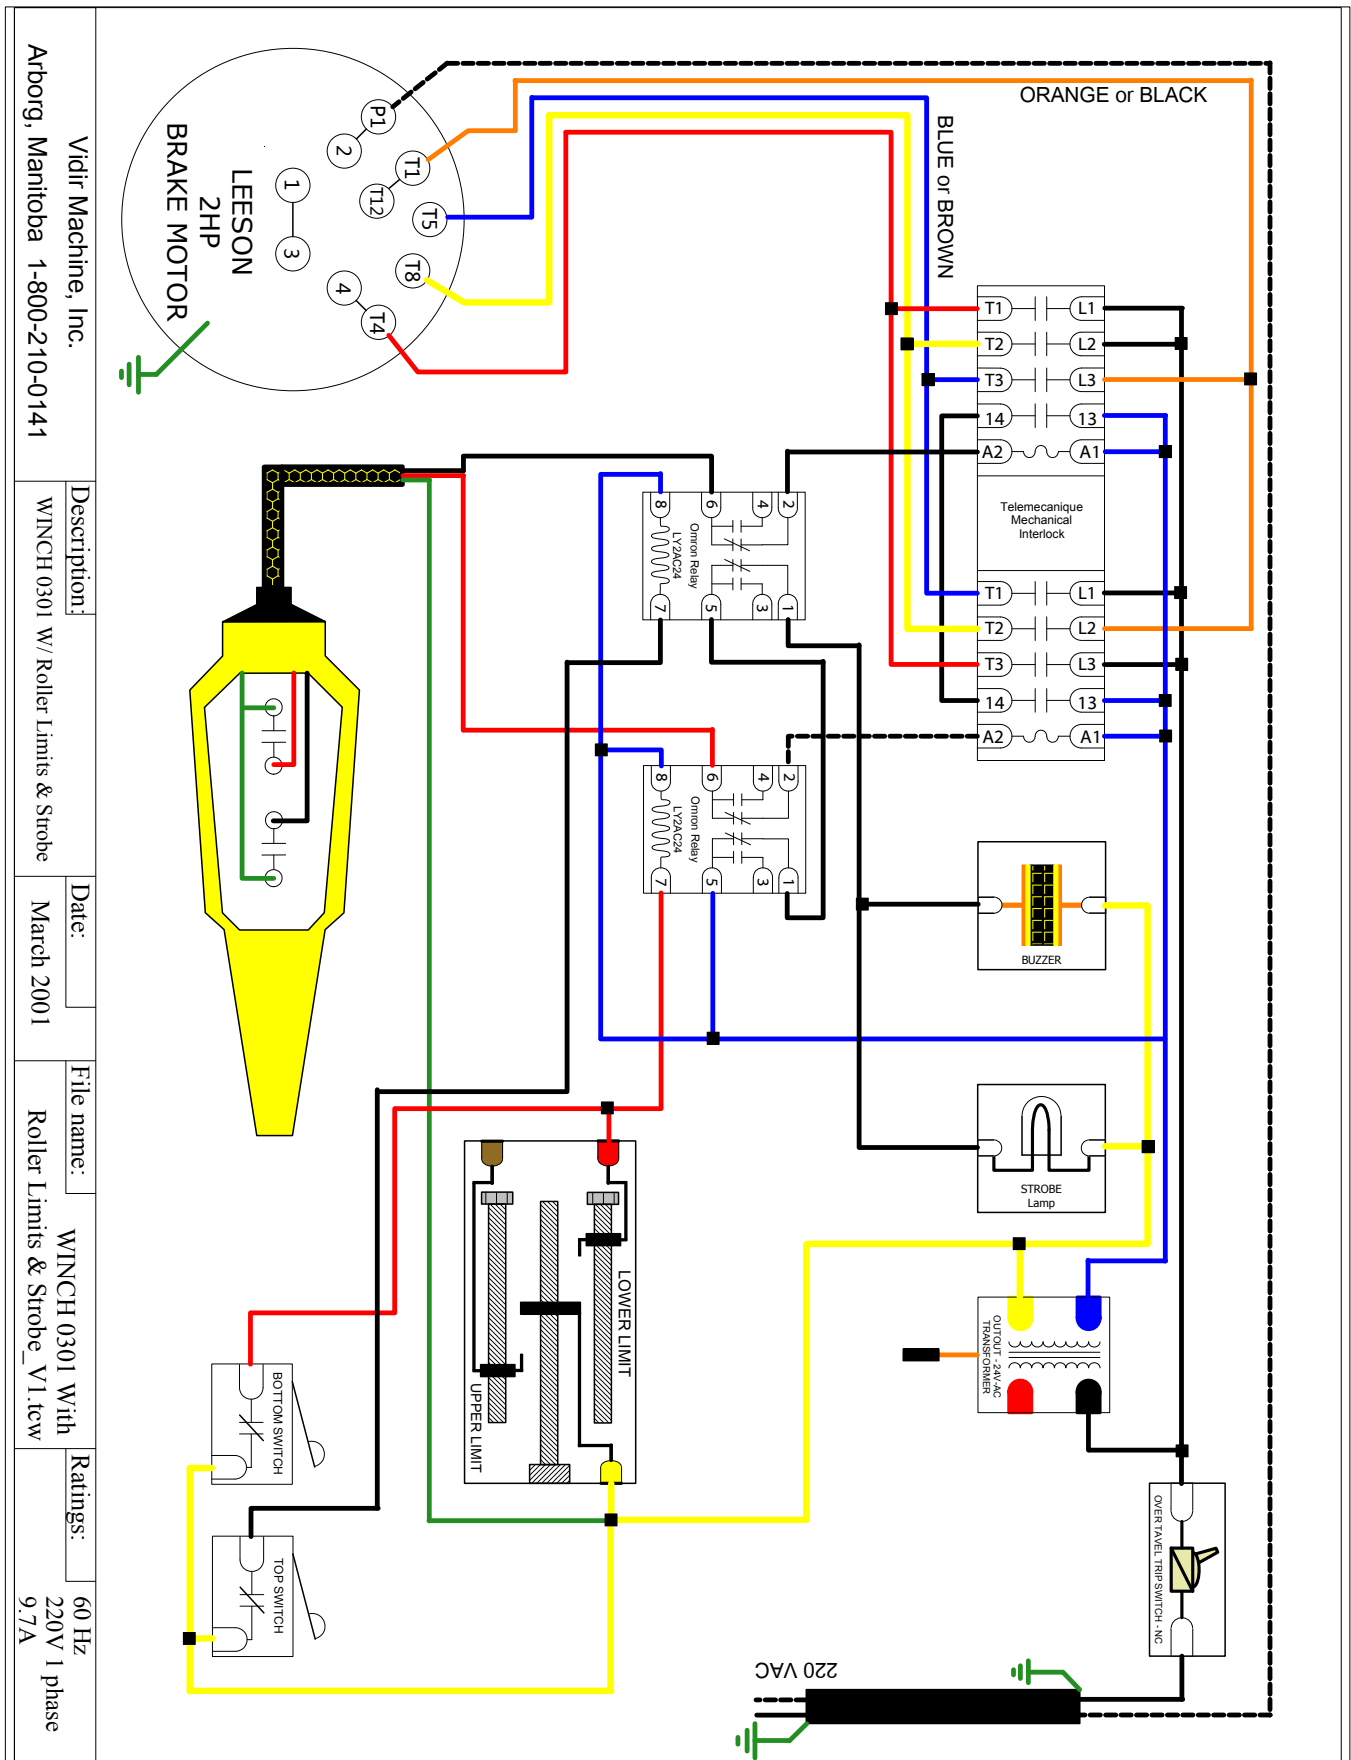 ORANGE or BLACK
BLUE or BROWN
P1
2
T1
T12
T5
1
3
T8
4
T4
LEESON
2HP
BRAKE MOTOR
T1
L1
T2
L2
T3
L3
14
13
A2
A1
Telemecanique
Mechanical
Interlock
T1
L1
T2
L2
T3
L3
14
13
A2
A1
8
6
4
2
Omron Relay
LY2AC24
7
5
3
1
8
6
4
2
Omron Relay
LY2AC24
7
5
3
1
BUZZER
STROBE
Lamp
OUTOUT - 24V-AC
TRANSFORMER
LOWER LIMIT
UPPER LIMIT
BOTTOM SWITCH
TOP SWITCH
OVERTAVEL TRIP SWITCH - NC
220 VAC
Vidir Machine, Inc.
Arborg, Manitoba 1-800-210-0141
Description:
WINCH 0301 W/ Roller Limits & Strobe
Date:
March 2001
File name:
WINCH 0301 With
Roller Limits & Strobe_V1.tcw
Ratings:
60 Hz
220V 1 phase
9.7A